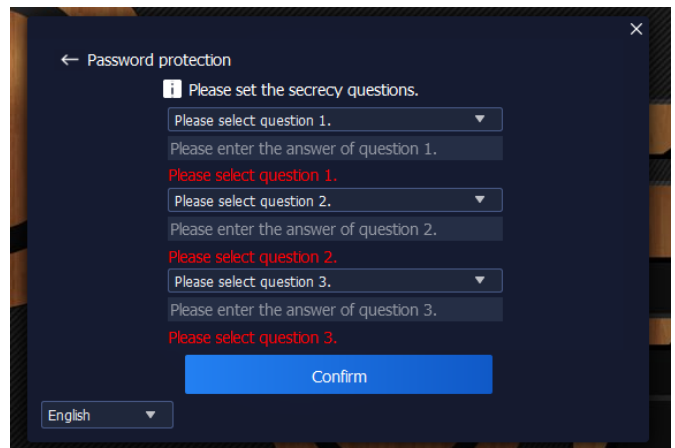 ← Password protection
i Please set the secrecy questions.
Please select question 1.
Please enter the answer of question 1.
Please select question 1.
Please select question 2.
Please enter the answer of question 2.
Please select question 2.
Please select question 3.
Please enter the answer of question 3.
Please select question 3.
Confirm
English